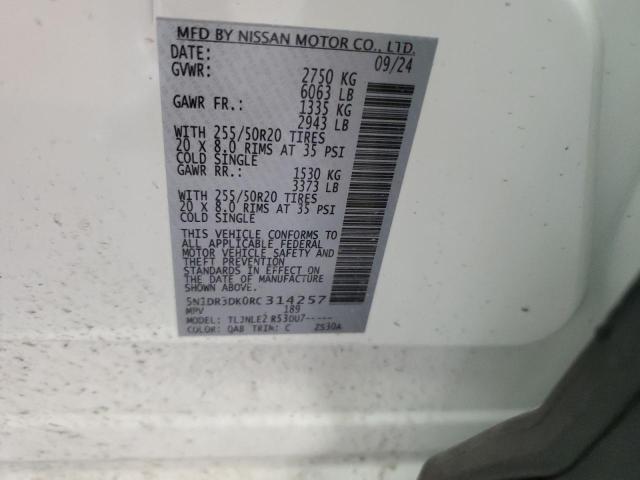 MFD BY NISSAN MOTOR CO., LTD.
DATE: 09/24
GVWR: 2750 KG
6063 LB
GAWR FR.: 1335 KG
2943 LB
WITH 255/50R20 TIRES
20 X 8.0 RIMS AT 35 PSI
COLD SINGLE
GAWR RR.: 1530 KG
3373 LB
WITH 255/50R20 TIRES
20 X 8.0 RIMS AT 35 PSI
COLD SINGLE
THIS VEHICLE CONFORMS TO
ALL APPLICABLE FEDERAL
MOTOR VEHICLE SAFETY AND
THEFT PREVENTION
STANDARDS IN EFFECT ON
THE DATE OF MANUFACTURE
SHOWN ABOVE.
5N1DR3DK0RC314257
MPV 189
MODEL: TLJNLE2 R53DU7-----
COLOR: QAB TRIM: C ZS30A